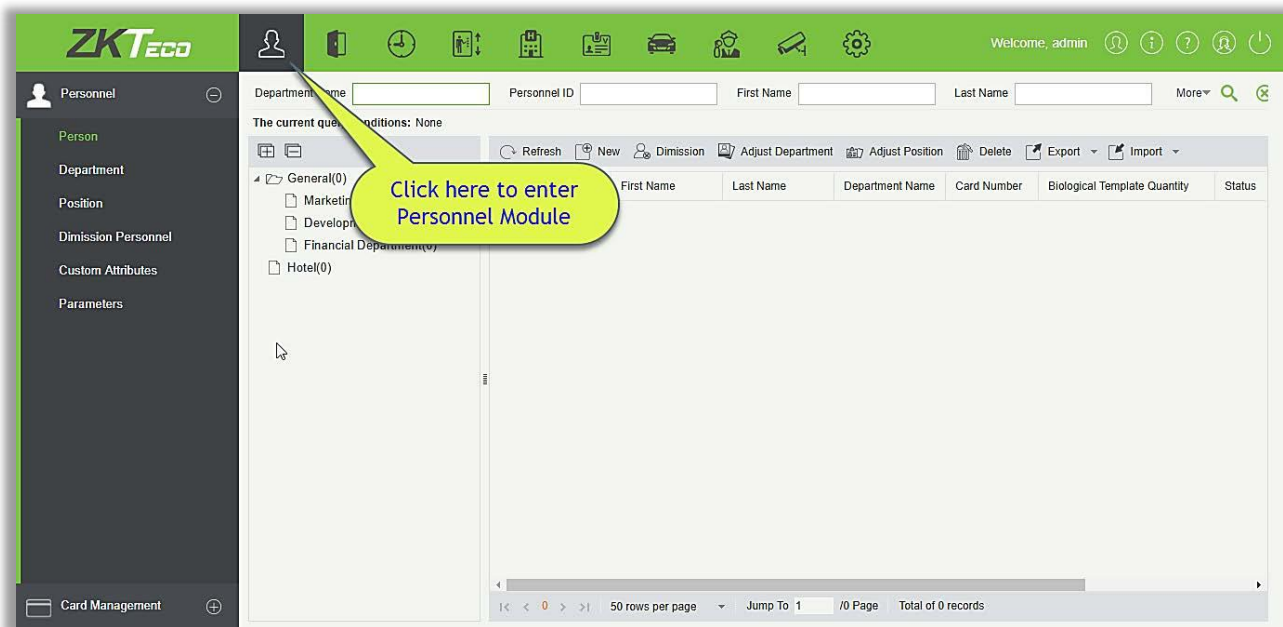 ZKTECO
Welcome, admin
Personnel
Person
Department
Position
Dimission Personnel
Custom Attributes
Parameters
Card Management
Personnel ID
First Name
Last Name
More
The current
None
Refresh
New
Dimission
Adjust Department
Adjust Position
Delete
Export
Import
General(0)
Financial
Hotel(0)
Click here to enter
Personnel Module
First Name
Last Name
Department Name
Card Number
Biological Template Quantity
Status
0
50 rows per page
Jump To 1 /0 Page
Total of 0 records